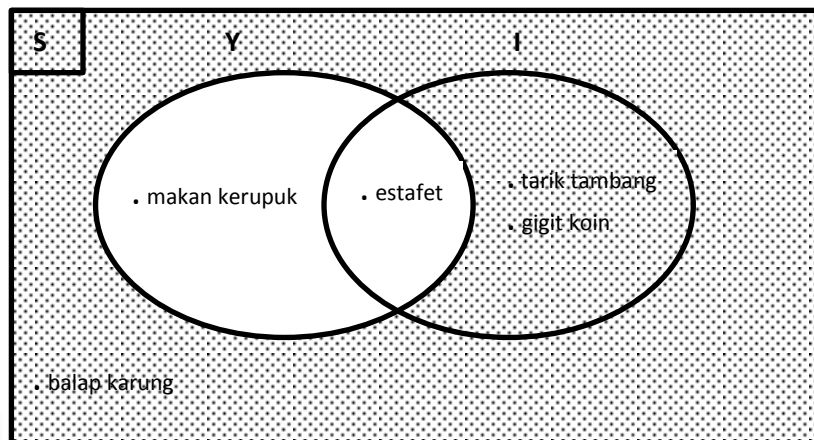 S Y I
. makan kerupuk . estafet . tarik tambang
. gigit koin
. balap karung